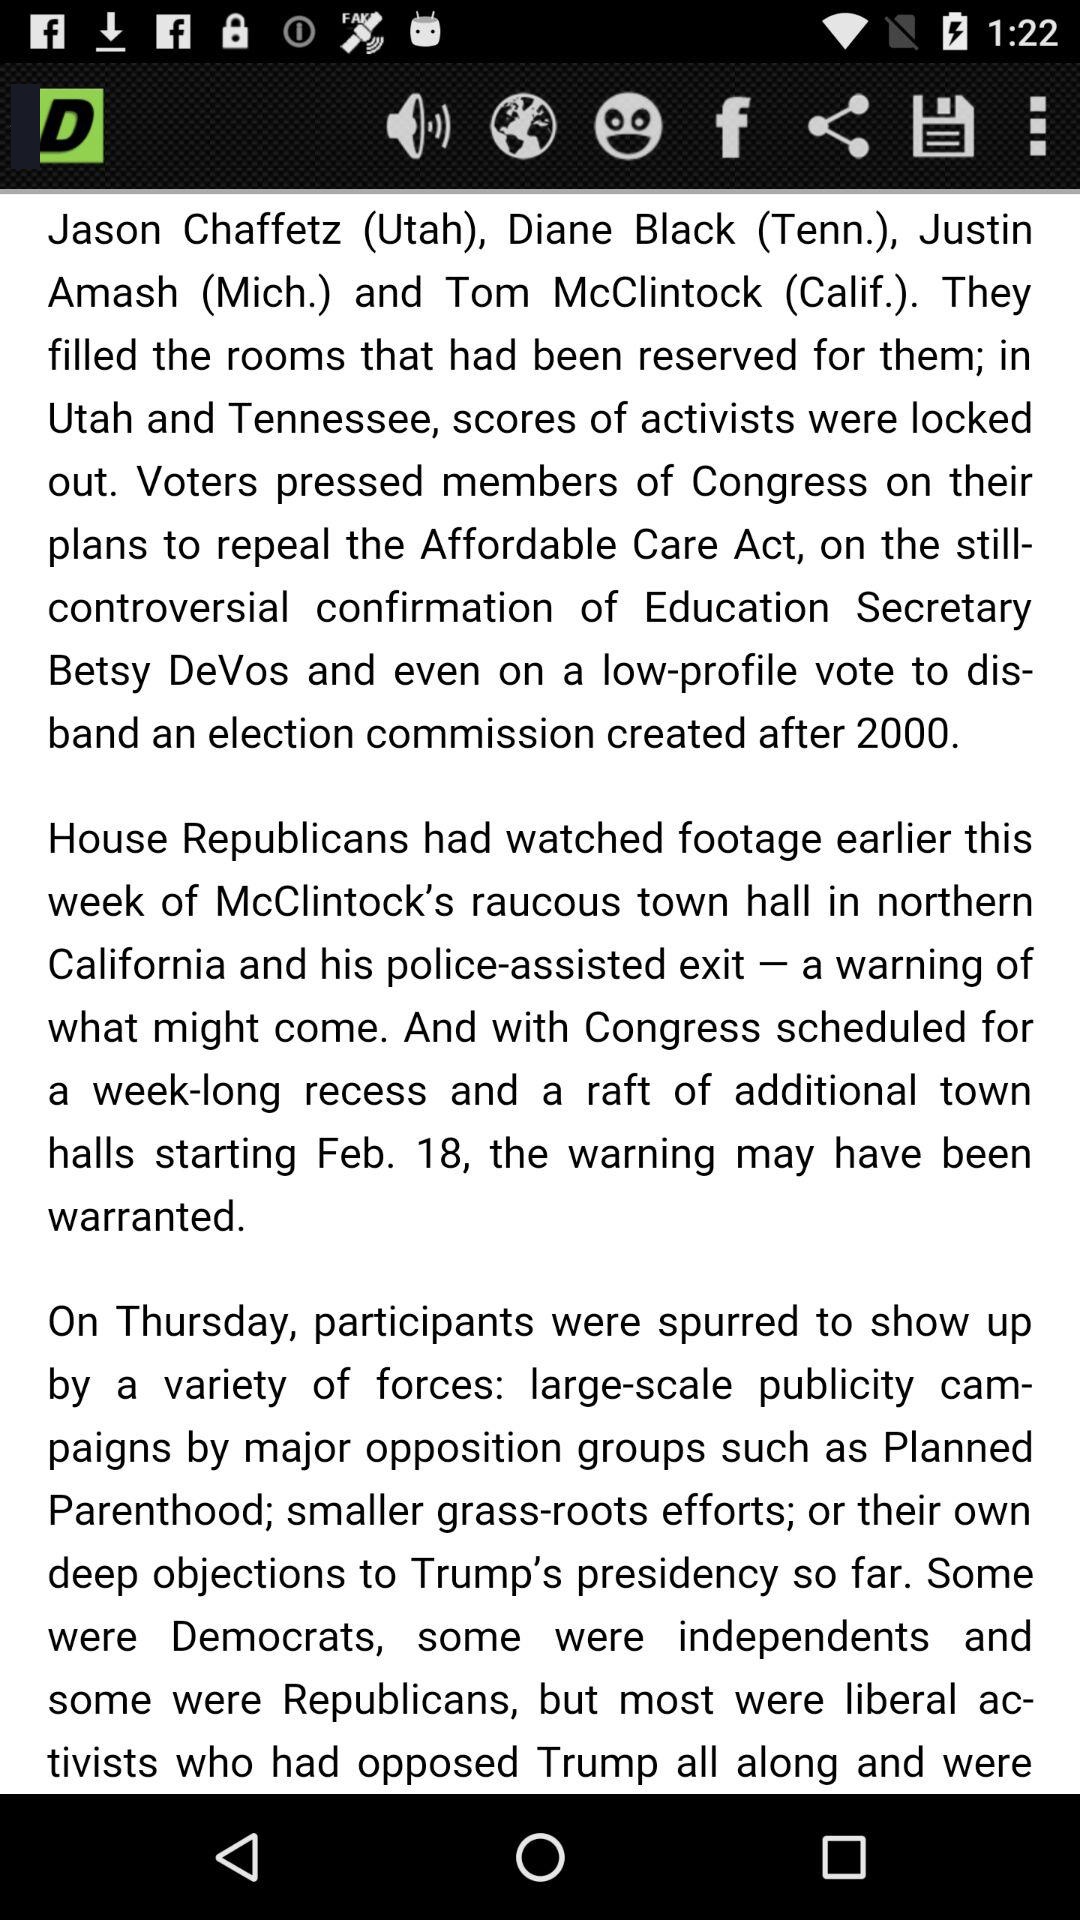 FAKE
1:22
D
Jason Chaffetz (Utah), Diane Black (Tenn.), Justin
Amash (Mich.) and Tom McClintock (Calif.). They
filled the rooms that had been reserved for them; in
Utah and Tennessee, scores of activists were locked
out. Voters pressed members of Congress on their
plans to repeal the Affordable Care Act, on the still-
controversial confirmation of Education Secretary
Betsy DeVos and even on a low-profile vote to dis-
band an election commission created after 2000.
House Republicans had watched footage earlier this
week of McClintock’s raucous town hall in northern
California and his police-assisted exit — a warning of
what might come. And with Congress scheduled for
a week-long recess and a raft of additional town
halls starting Feb. 18, the warning may have been
warranted.
On Thursday, participants were spurred to show up
by a variety of forces: large-scale publicity cam-
paigns by major opposition groups such as Planned
Parenthood; smaller grass-roots efforts; or their own
deep objections to Trump’s presidency so far. Some
were Democrats, some were independents and
some were Republicans, but most were liberal ac-
tivists who had opposed Trump all along and were